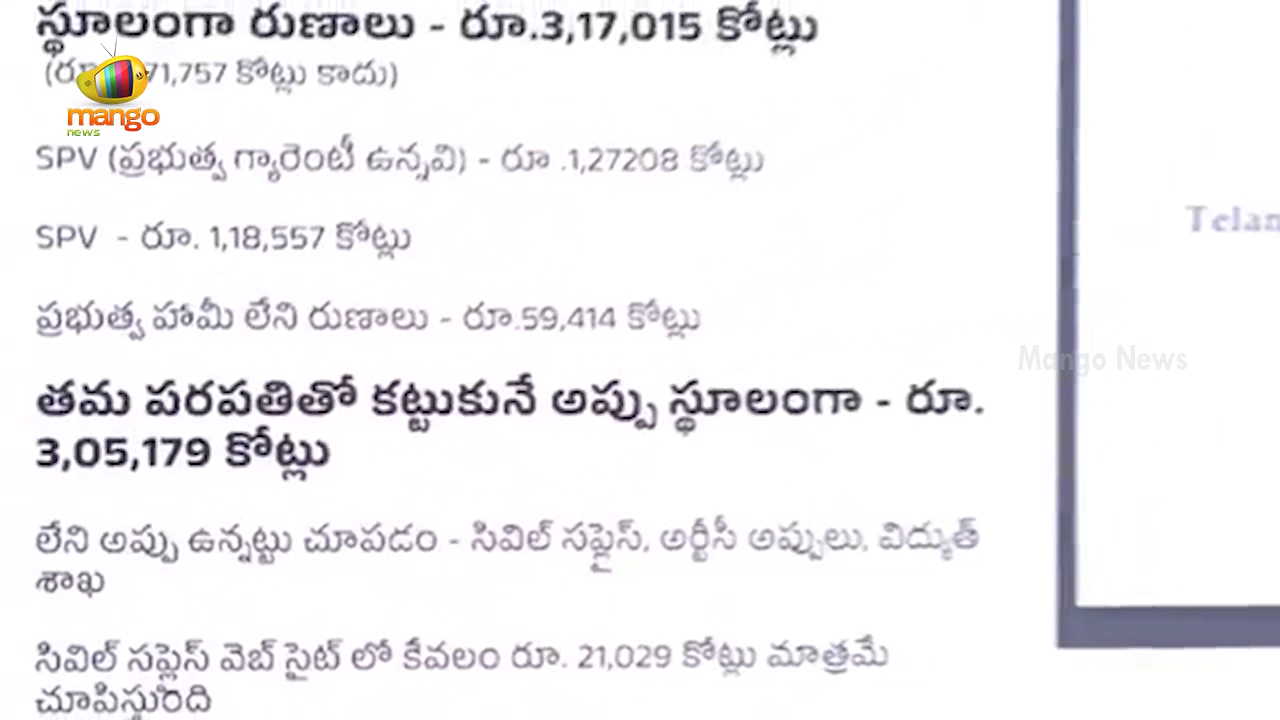 స్థూలంగా రుణాలు - రూ.3,17,015 కోట్లు
71,757 కోట్లు కాదు)
mango
news
SPV (ప్రభుత్వ గ్యారెంటీ ఉన్నవి) - రూ .1,27208 కోట్లు
Telan
SPV - రూ. 1,18,557 కోట్లు
ప్రభుత్వ హామీ లేని రుణాలు - రూ.59,414 కోట్లు
Mango News
తమ పరపతితో కట్టుకునే అప్పు స్థూలంగా - రూ.
3,05,179 కోట్లు
లేని అప్పు ఉన్నట్టు చూపడం - సివిల్ సప్లైస్, ఆర్టీసీ అప్పులు, విద్యుత్
శాఖ
సివిల్ సప్లైస్ వెబ్ సైట్ లో కేవలం రూ. 21,029 కోట్లు మాత్రమే
చూపిస్తుంది